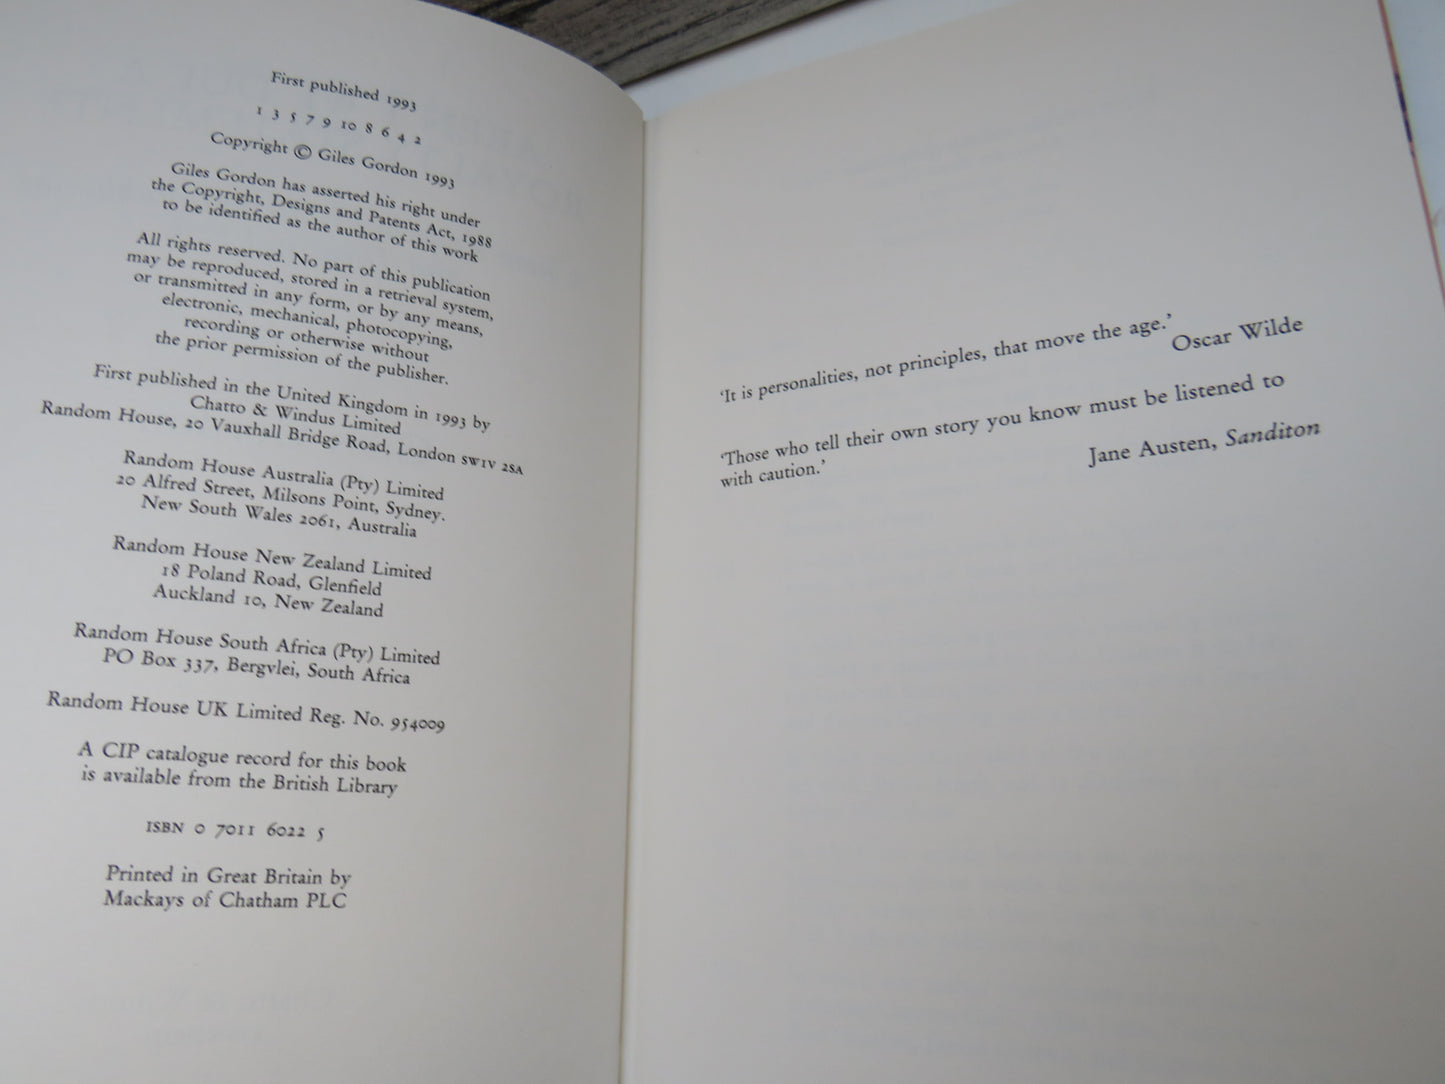 First published 1993
1 3 5 7 9 10 8 6 4 2
Copyright © Giles Gordon 1993
Giles Gordon has asserted his right under
the Copyright, Designs and Patents Act, 1988
to be identified as the author of this work
All rights reserved. No part of this publication
may be reproduced, stored in a retrieval system,
or transmitted in any form, or by any means,
electronic, mechanical, photocopying,
recording or otherwise without
the prior permission of the publisher.
First published in the United Kingdom in 1993 by
Chatto & Windus Limited
Random House, 20 Vauxhall Bridge Road, London SW1V 2SA
Random House Australia (Pty) Limited
20 Alfred Street, Milsons Point, Sydney.
New South Wales 2061, Australia
Random House New Zealand Limited
18 Poland Road, Glenfield
Auckland 10, New Zealand
Random House South Africa (Pty) Limited
PO Box 337, Bergvlei, South Africa
Random House UK Limited Reg. No. 954009
A CIP catalogue record for this book
is available from the British Library
ISBN 0 7011 6022 5
Printed in Great Britain by
Mackays of Chatham PLC
'It is personalities, not principles, that move the age.'
Oscar Wilde
'Those who tell their own story you know must be listened to
with caution.'
Jane Austen, Sanditon